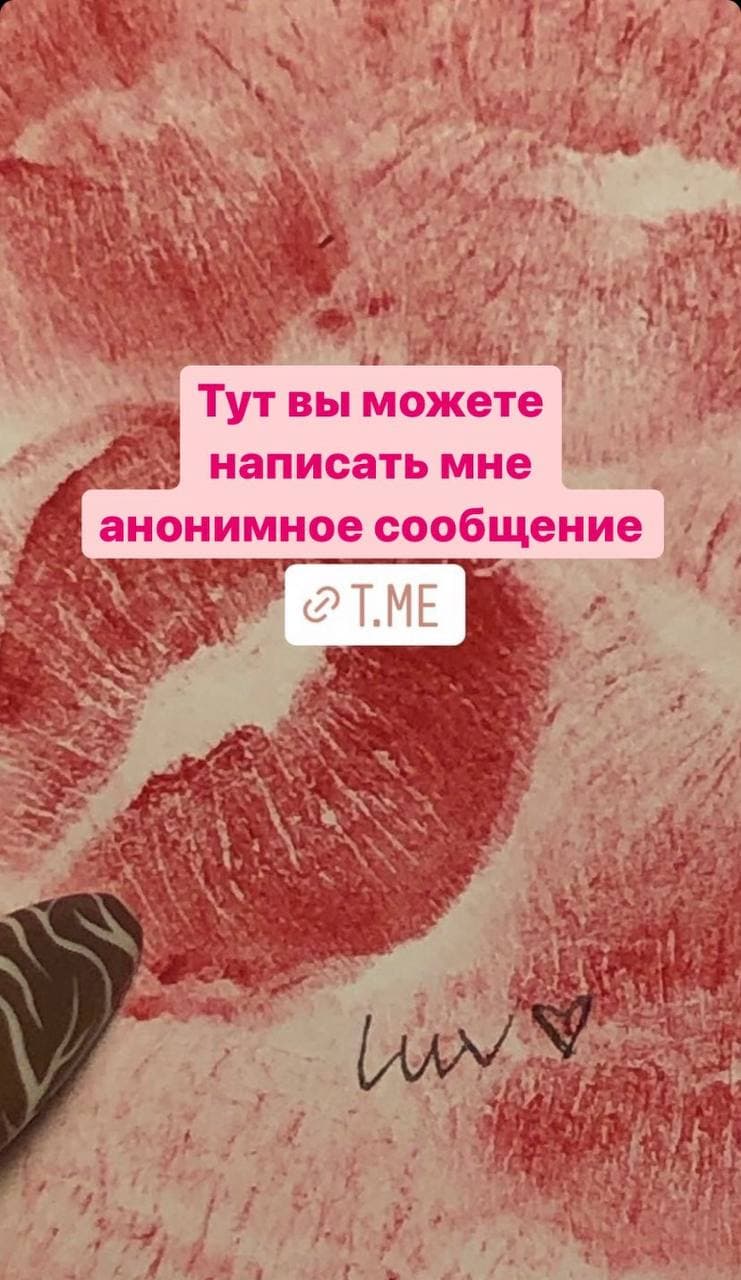 Тут вы можете
написать мне
анонимное сообщение
T.ME
luv